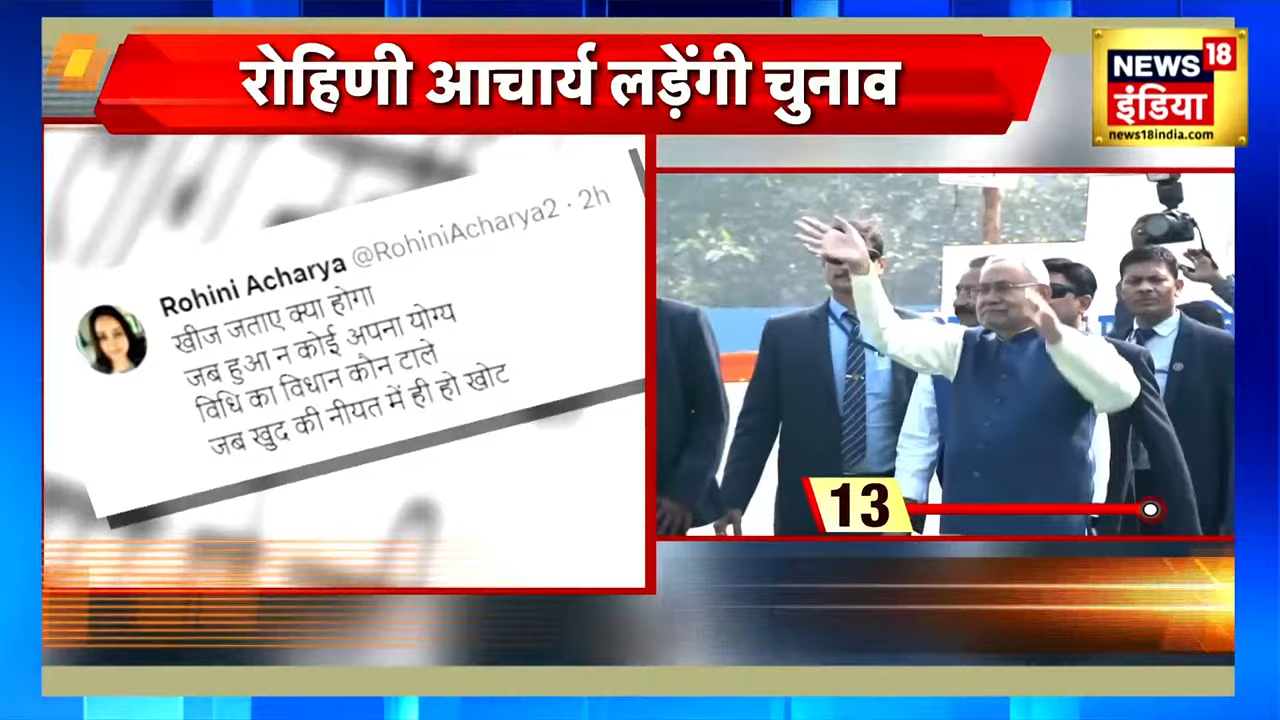 रोहिणी आचार्य लड़ेंगी चुनाव
NEWS 18
इंडिया
news18india.com
Rohini Acharya @RohiniAcharya2 · 2h
खीज जताए क्या होगा
जब हुआ न कोई अपना योग्य
विधि का विधान कौन टाले
जब खुद की नीयत में ही हो खोट
13